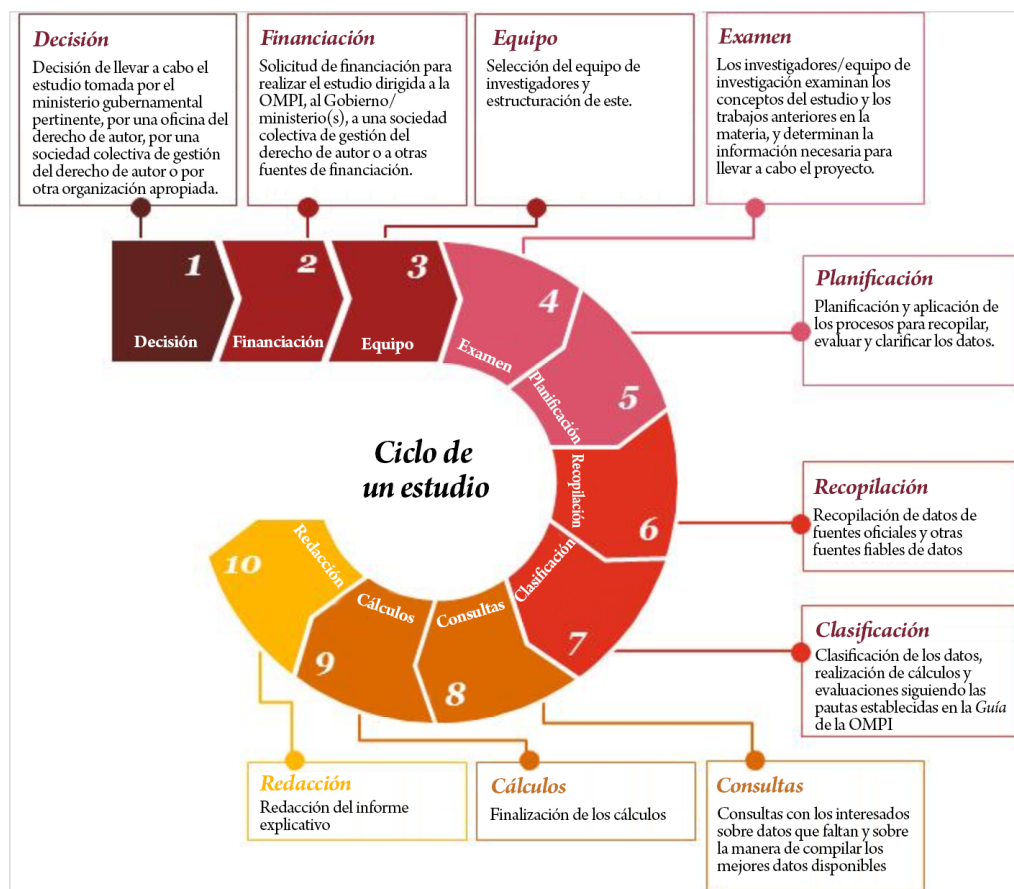 Decisión
Decisión de llevar a cabo el
estudio tomada por el
ministerio gubernamental
pertinente, por una oficina del
derecho de autor, por una
sociedad colectiva de gestión
del derecho de autor o por
otra organización apropiada.
Financiación
Solicitud de financiación para
realizar el estudio dirigida a la
OMPI, al Gobierno/
ministerio(s), a una sociedad
colectiva de gestión del
derecho de autor o a otras
fuentes de financiación.
Equipo
Selección del equipo de
investigadores y
estructuración de este.
Examen
Los investigadores/equipo de
investigación examinan los
conceptos del estudio y los
trabajos anteriores en la
materia, y determinan la
información necesaria para
llevar a cabo el proyecto.
1
Decisión
2
Financiación
3
Equipo
4
Examen
5
Planificación
6
Recopilación
7
Clasificación
8
Consultas
9
Cálculos
10
Redacción
Ciclo de
un estudio
Planificación
Planificación y aplicación de
los procesos para recopilar,
evaluar y clarificar los datos.
Recopilación
Recopilación de datos de
fuentes oficiales y otras
fuentes fiables de datos
Clasificación
Clasificación de los datos,
realización de cálculos y
evaluaciones siguiendo las
pautas establecidas en la Guía
de la OMPI
Redacción
Redacción del informe
explicativo
Cálculos
Finalización de los cálculos
Consultas
Consultas con los interesados
sobre datos que faltan y sobre
la manera de compilar los
mejores datos disponibles